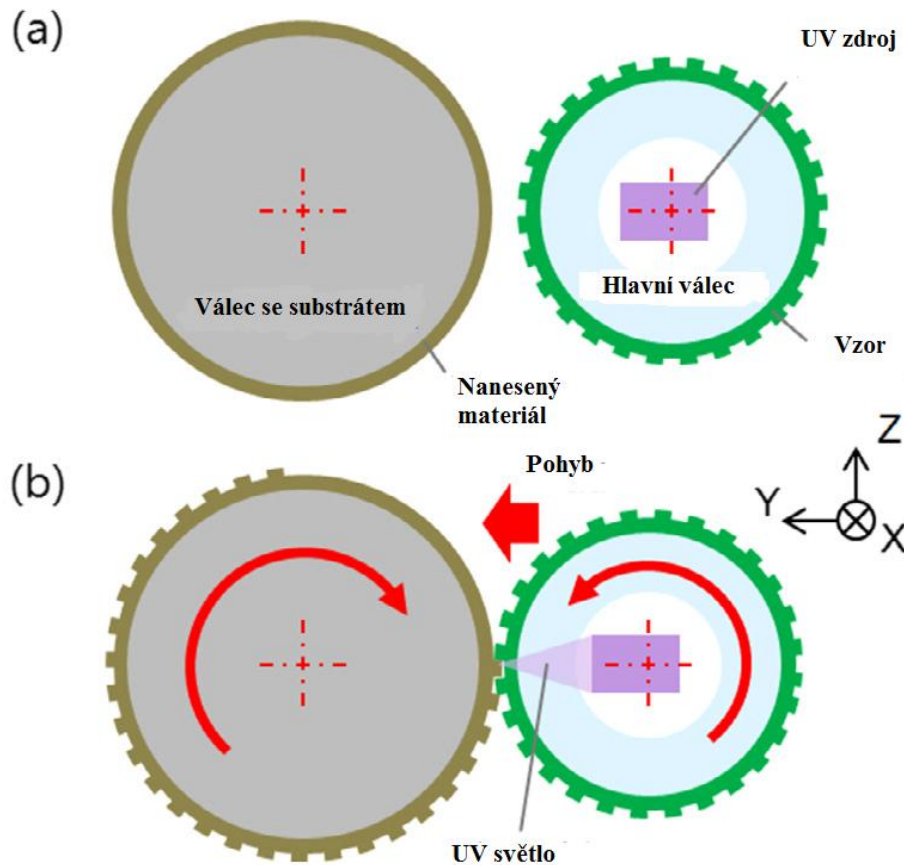 (a)
UV zdroj
Válec se substrátem
Hlavní válec
Vzor
Nanesený
materiál
(b)
Pohyb
Z
Y
X
UV světlo